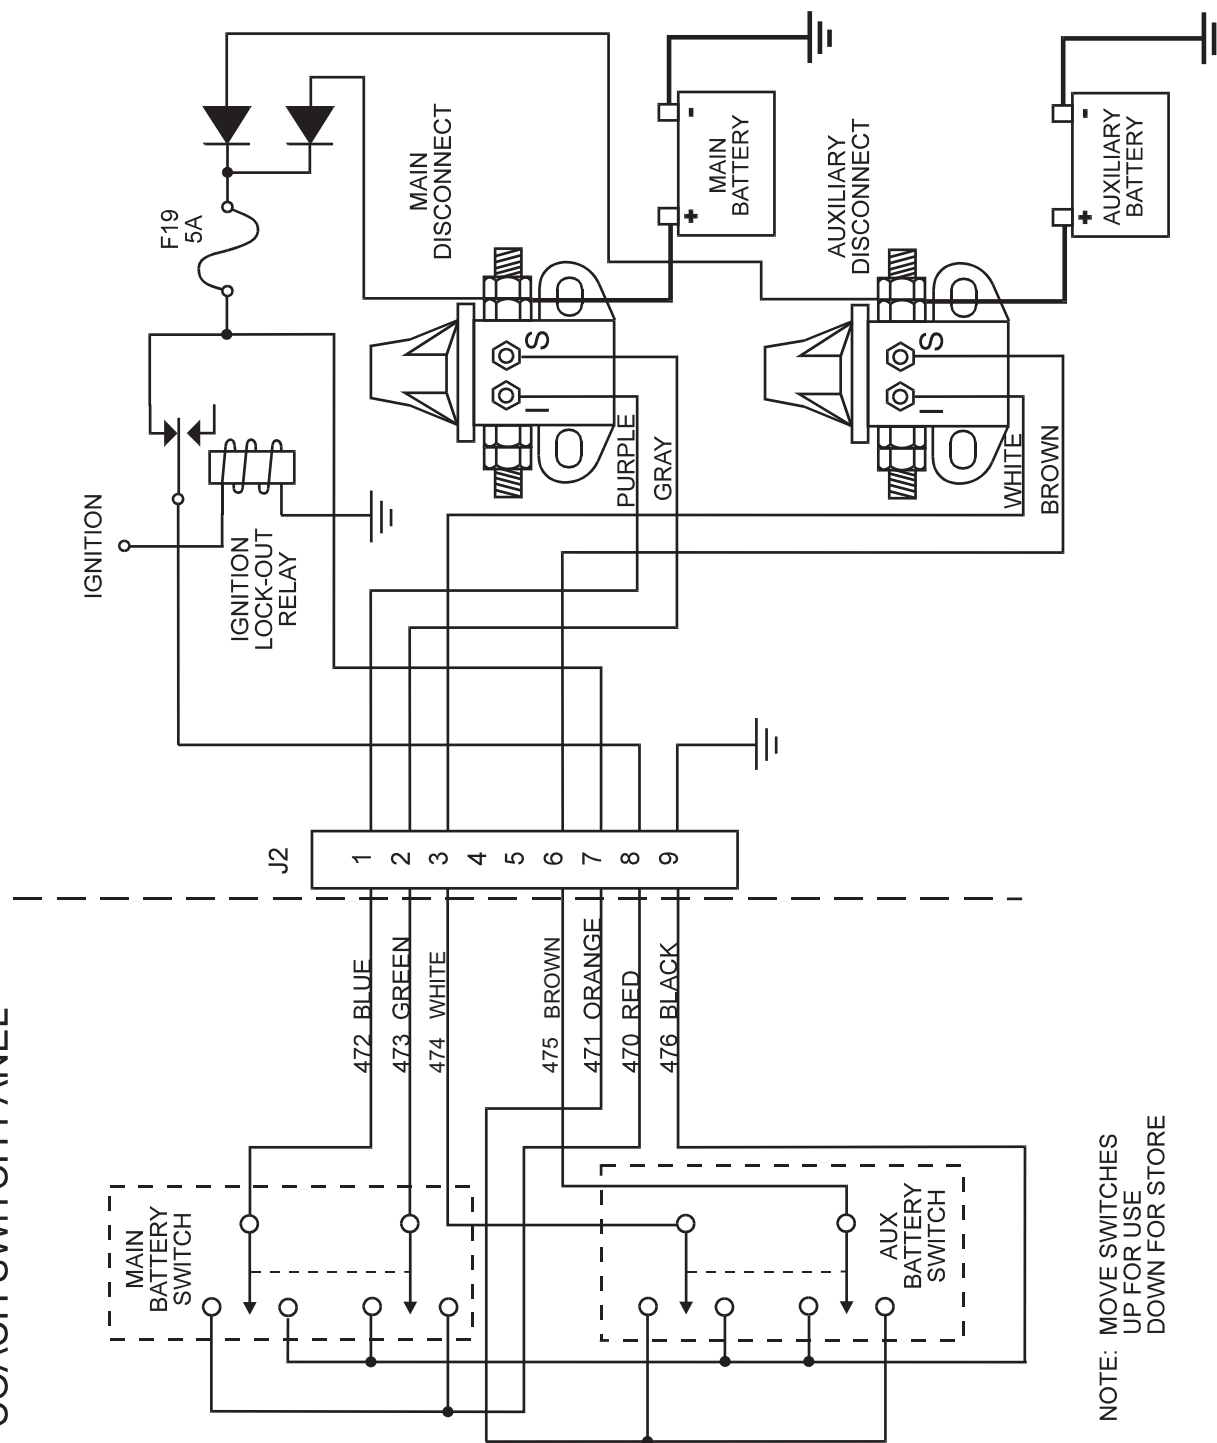 F19
5A
MAIN
DISCONNECT
-
MAIN
BATTERY
+
AUXILIARY
DISCONNECT
-
AUXILIARY
BATTERY
+
IGNITION
IGNITION
LOCK-OUT
RELAY
S
I
S
I
PURPLE
GRAY
WHITE
BROWN
J2
1
2
3
4
5
6
7
8
9
472 BLUE
473 GREEN
474 WHITE
475 BROWN
471 ORANGE
470 RED
476 BLACK
MAIN
BATTERY
SWITCH
AUX
BATTERY
SWITCH
NOTE: MOVE SWITCHES
UP FOR USE
DOWN FOR STORE